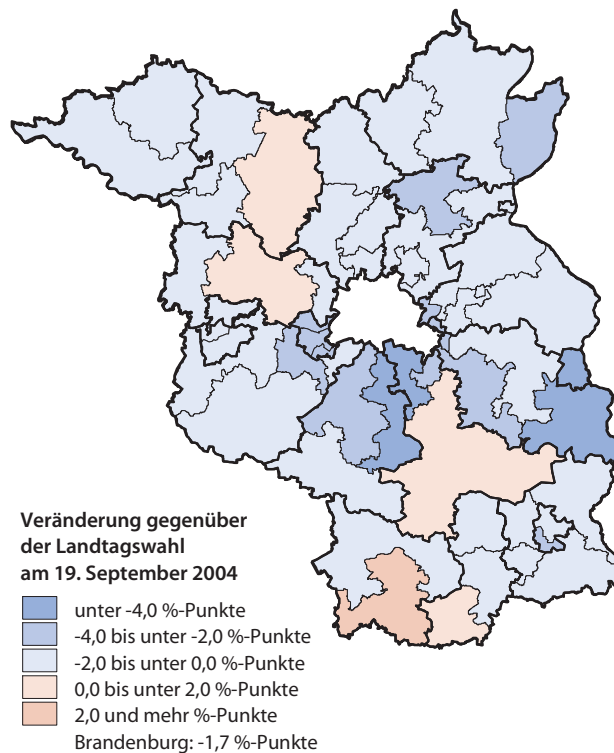 Veränderung gegenüber
der Landtagswahl
am 19. September 2004
unter -4,0 %-Punkte
-4,0 bis unter -2,0 %-Punkte
-2,0 bis unter 0,0 %-Punkte
0,0 bis unter 2,0 %-Punkte
2,0 und mehr %-Punkte
Brandenburg: -1,7 %-Punkte